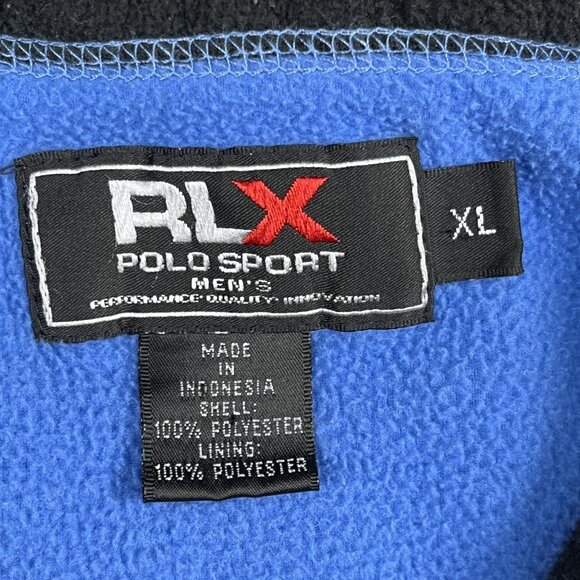 RLX
POLO SPORT
MEN'S
PERFORMANCE · QUALITY · INNOVATION
XL
MADE
IN
INDONESIA
SHELL:
100% POLYESTER
LINING:
100% POLYESTER